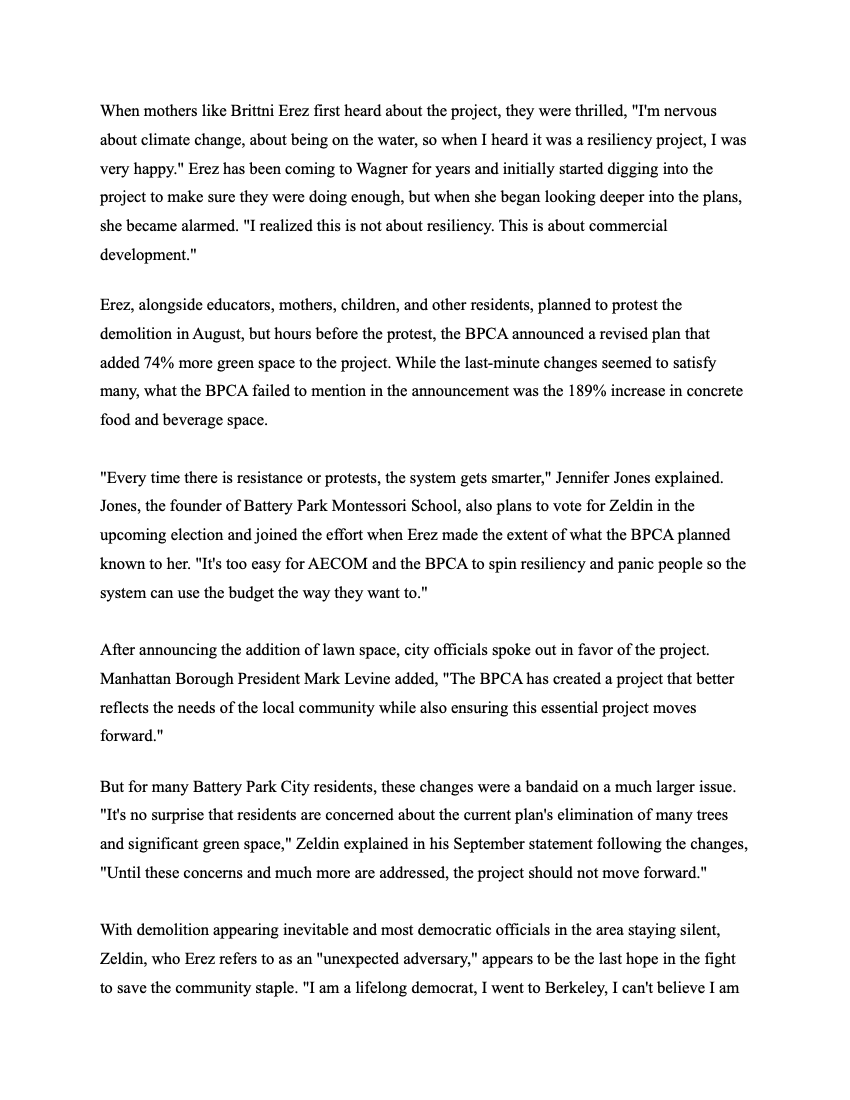 When mothers like Brittni Erez first heard about the project, they were thrilled, "I'm nervous
about climate change, about being on the water, so when I heard it was a resiliency project, I was
very happy." Erez has been coming to Wagner for years and initially started digging into the
project to make sure they were doing enough, but when she began looking deeper into the plans,
she became alarmed. "I realized this is not about resiliency. This is about commercial
development."
Erez, alongside educators, mothers, children, and other residents, planned to protest the
demolition in August, but hours before the protest, the BPCA announced a revised plan that
added 74% more green space to the project. While the last-minute changes seemed to satisfy
many, what the BPCA failed to mention in the announcement was the 189% increase in concrete
food and beverage space.
"Every time there is resistance or protests, the system gets smarter," Jennifer Jones explained.
Jones, the founder of Battery Park Montessori School, also plans to vote for Zeldin in the
upcoming election and joined the effort when Erez made the extent of what the BPCA planned
known to her. "It's too easy for AECOM and the BPCA to spin resiliency and panic people so the
system can use the budget the way they want to."
After announcing the addition of lawn space, city officials spoke out in favor of the project.
Manhattan Borough President Mark Levine added, "The BPCA has created a project that better
reflects the needs of the local community while also ensuring this essential project moves
forward."
But for many Battery Park City residents, these changes were a bandaid on a much larger issue.
"It's no surprise that residents are concerned about the current plan's elimination of many trees
and significant green space," Zeldin explained in his September statement following the changes,
"Until these concerns and much more are addressed, the project should not move forward."
With demolition appearing inevitable and most democratic officials in the area staying silent,
Zeldin, who Erez refers to as an "unexpected adversary," appears to be the last hope in the fight
to save the community staple. "I am a lifelong democrat, I went to Berkeley, I can't believe I am